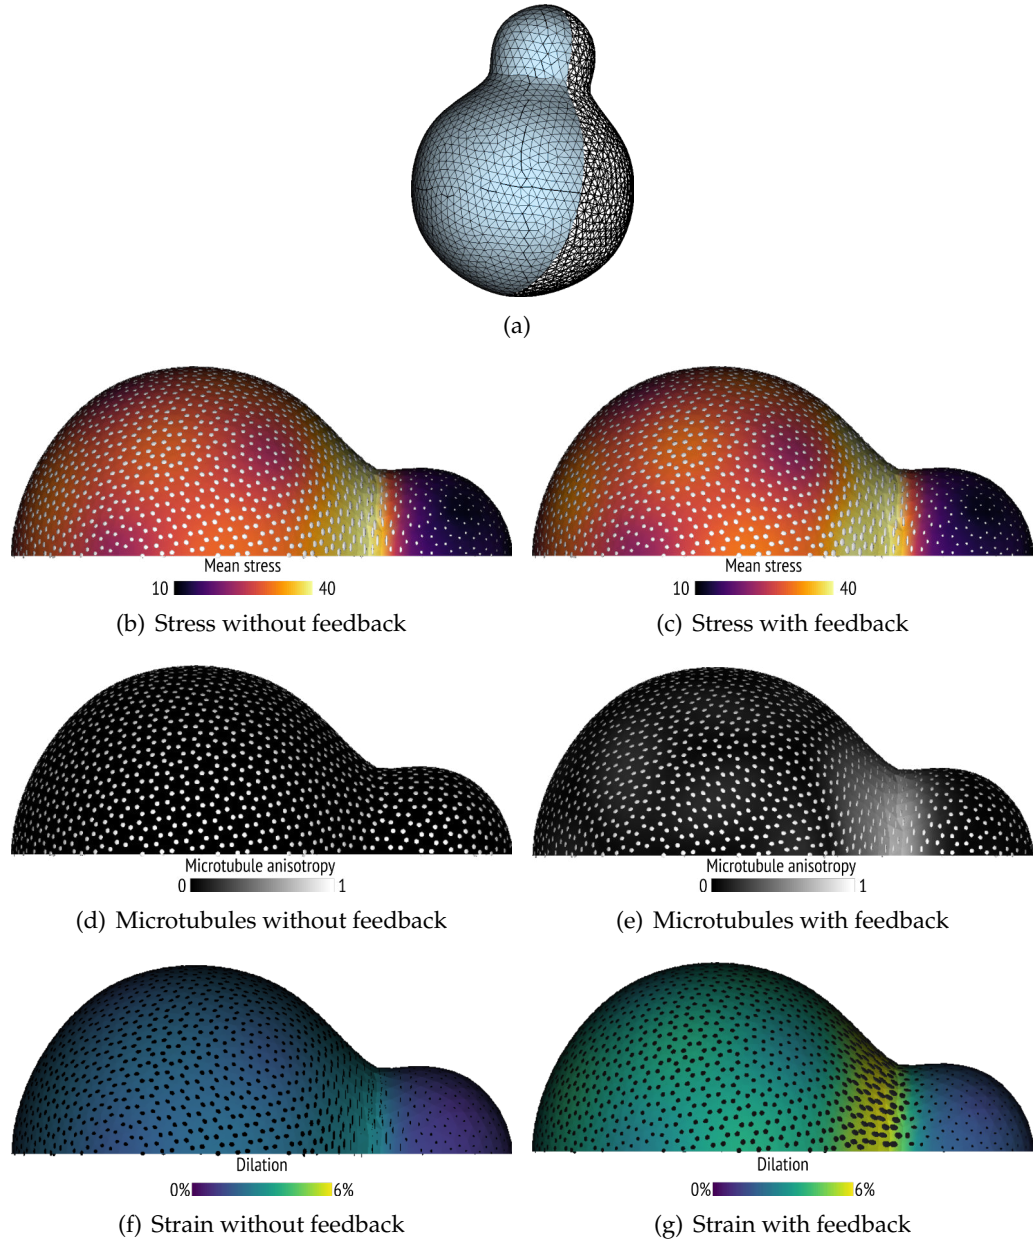 (a)
Mean stress
10 40
(b) Stress without feedback
Mean stress
10 40
(c) Stress with feedback
Microtubule anisotropy
0 1
(d) Microtubules without feedback
Microtubule anisotropy
0 1
(e) Microtubules with feedback
Dilation
0% 6%
(f) Strain without feedback
Dilation
0% 6%
(g) Strain with feedback